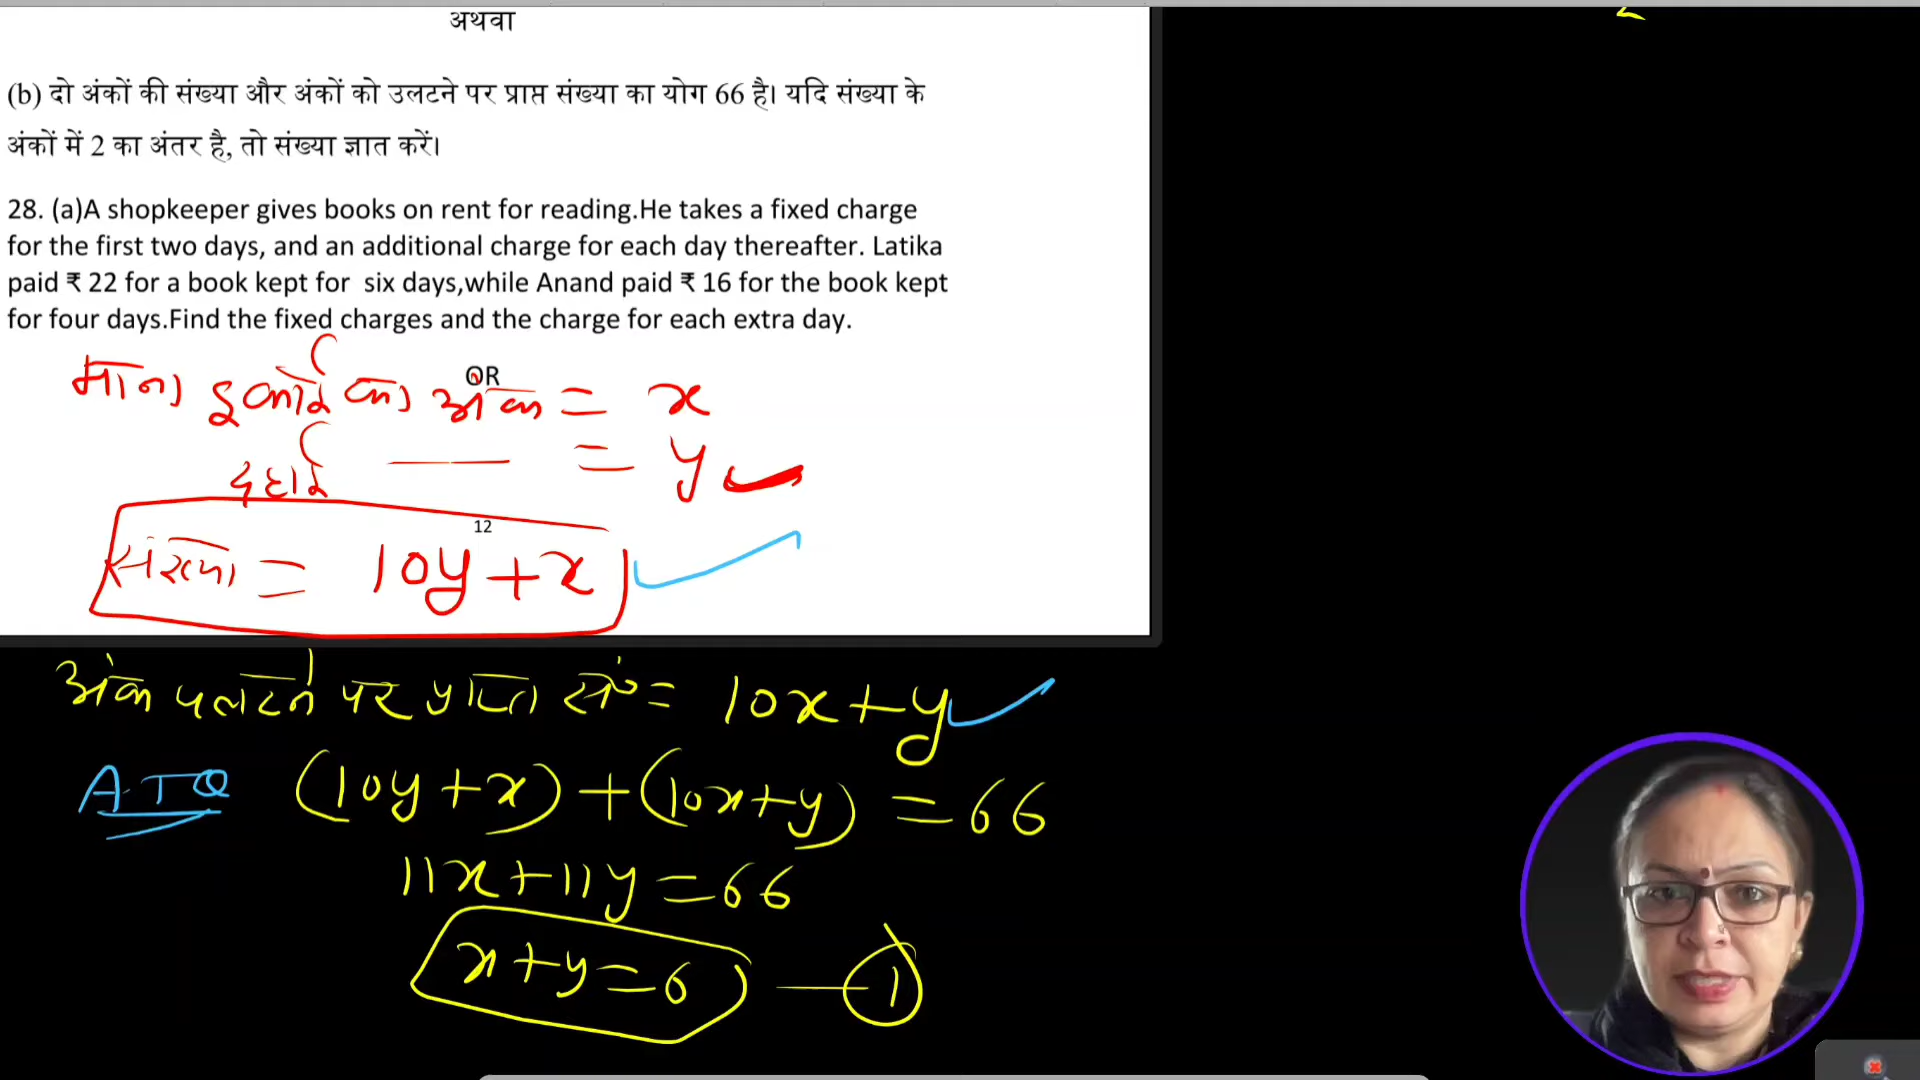 अथवा
(b) दो अंकों की संख्या और अंकों को उलटने पर प्राप्त संख्या का योग 66 है। यदि संख्या के
अंकों में 2 का अंतर है, तो संख्या ज्ञात करें।
28. (a)A shopkeeper gives books on rent for reading.He takes a fixed charge
for the first two days, and an additional charge for each day thereafter. Latika
paid ₹ 22 for a book kept for six days,while Anand paid ₹ 16 for the book kept
for four days.Find the fixed charges and the charge for each extra day.
OR
माना इकाई का अंक = x
दहाई —— = y
12
संख्या = 10y+x
अंक पलटने पर प्राप्त सं० = 10x+y
ATQ (10y+x)+(10x+y)=66
11x+11y=66
x+y=6 —①